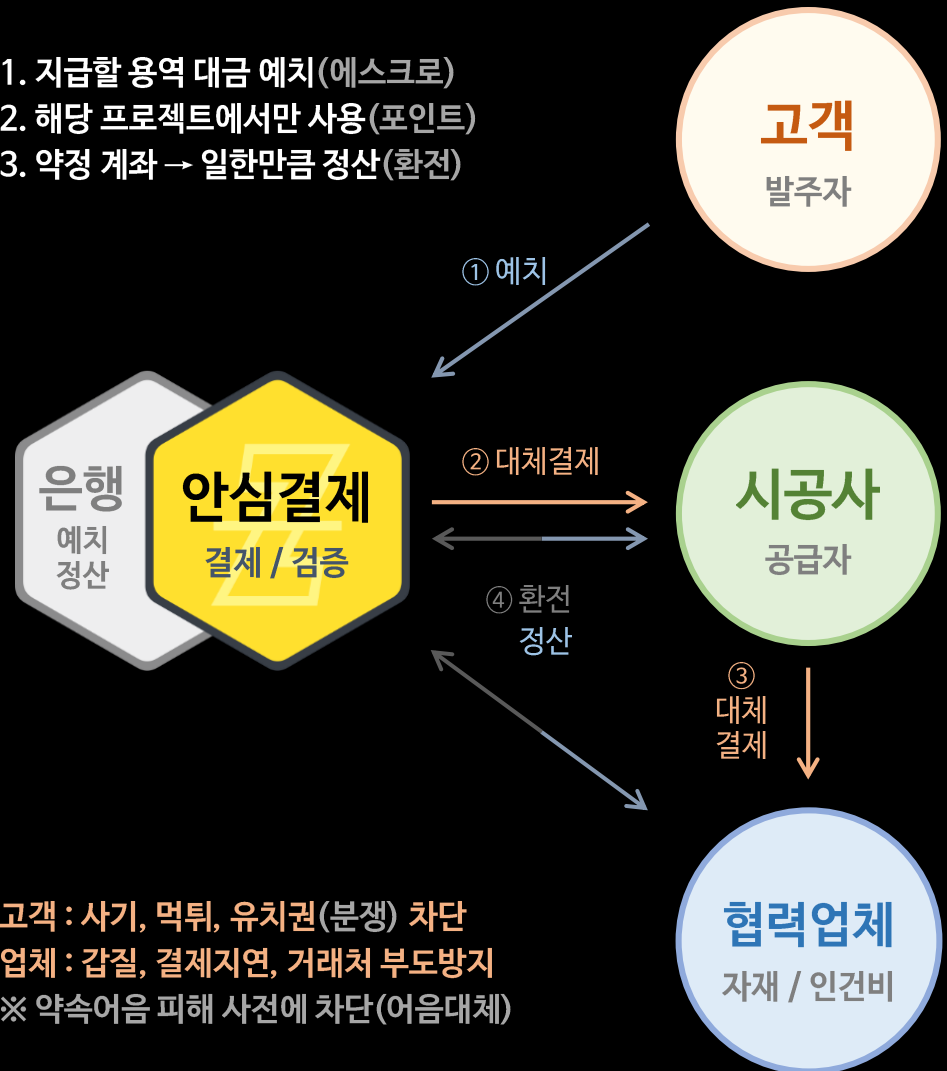 1. 지급할 용역 대금 예치(에스크로)
2. 해당 프로젝트에서만 사용(포인트)
3. 약정 계좌 → 일한만큼 정산(환전)
고객
발주자
① 예치
은행
예치
정산
안심결제
결제 / 검증
② 대체결제
시공사
공급자
④ 환전
정산
③
대체
결제
협력업체
자재 / 인건비
고객 : 사기, 먹튀, 유치권(분쟁) 차단
업체 : 갑질, 결제지연, 거래처 부도방지
※ 약속어음 피해 사전에 차단(어음대체)